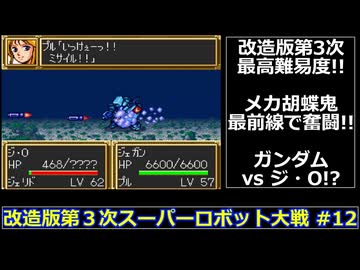 プル「いっけぇーっ!!
ミサイル!!」
ジ・O
HP 468/????
ジェリド LV 62
ジェガン
HP 6600/6600
プル LV 57
改造版第3次
最高難易度!!
メカ胡蝶鬼
最前線で奮闘!!
ガンダム
vs ジ・O!?
改造版第3次スーパーロボット大戦 #12